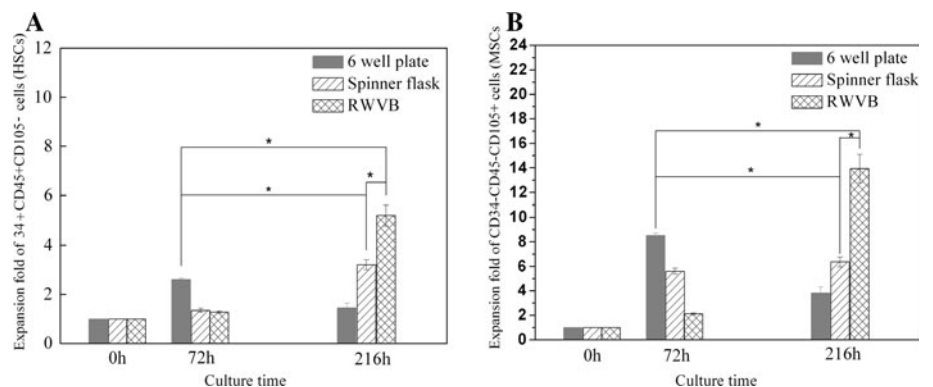 A
Expansion fold of 34+CD45+CD105- cells (HSCs)
12
10
8
6
4
2
0
6 well plate
Spinner flask
RWVB
*
*
*
0h
72h
216h
Culture time
B
Expansion fold of CD34-CD45-CD105+ cells (MSCs
24
22
20
18
16
14
12
10
8
6
4
2
0
6 well plate
Spinner flask
RWVB
*
*
*
0h
72h
216h
Culture time